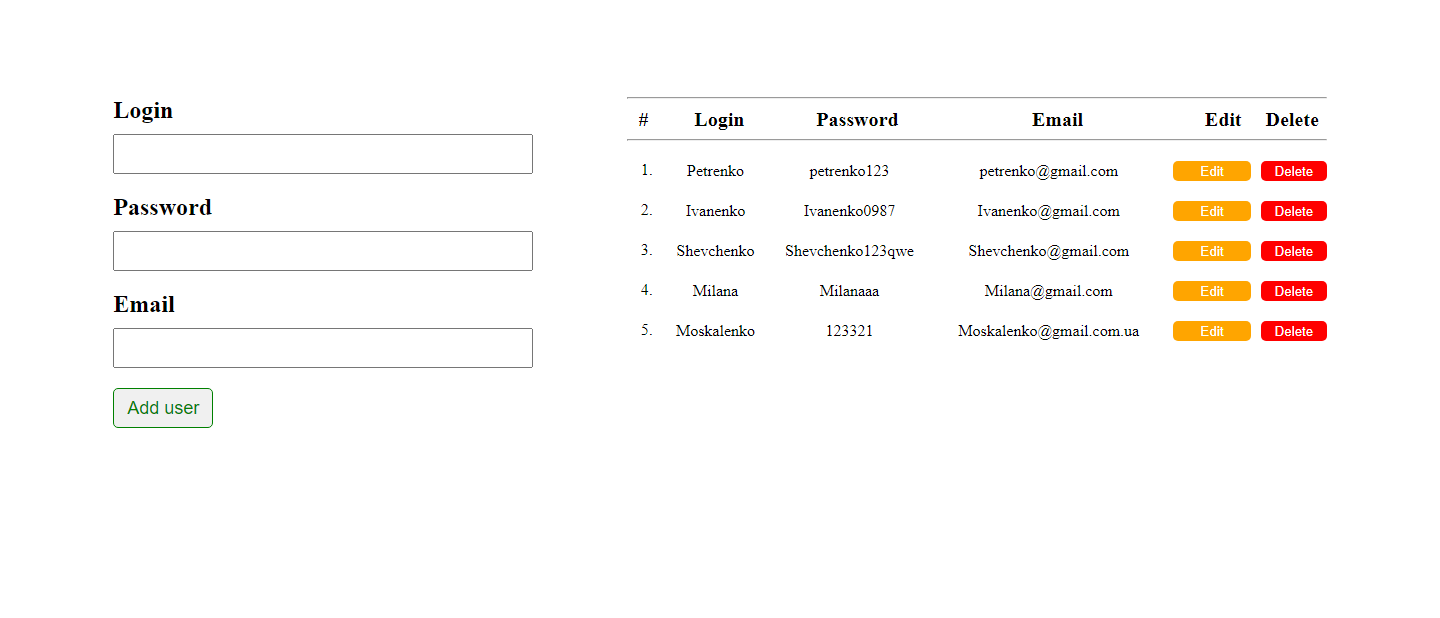 Login
Password
Email
Add user
# Login Password Email Edit Delete
1. Petrenko petrenko123 petrenko@gmail.com Edit Delete
2. Ivanenko Ivanenko0987 Ivanenko@gmail.com Edit Delete
3. Shevchenko Shevchenko123qwe Shevchenko@gmail.com Edit Delete
4. Milana Milanaaa Milana@gmail.com Edit Delete
5. Moskalenko 123321 Moskalenko@gmail.com.ua Edit Delete